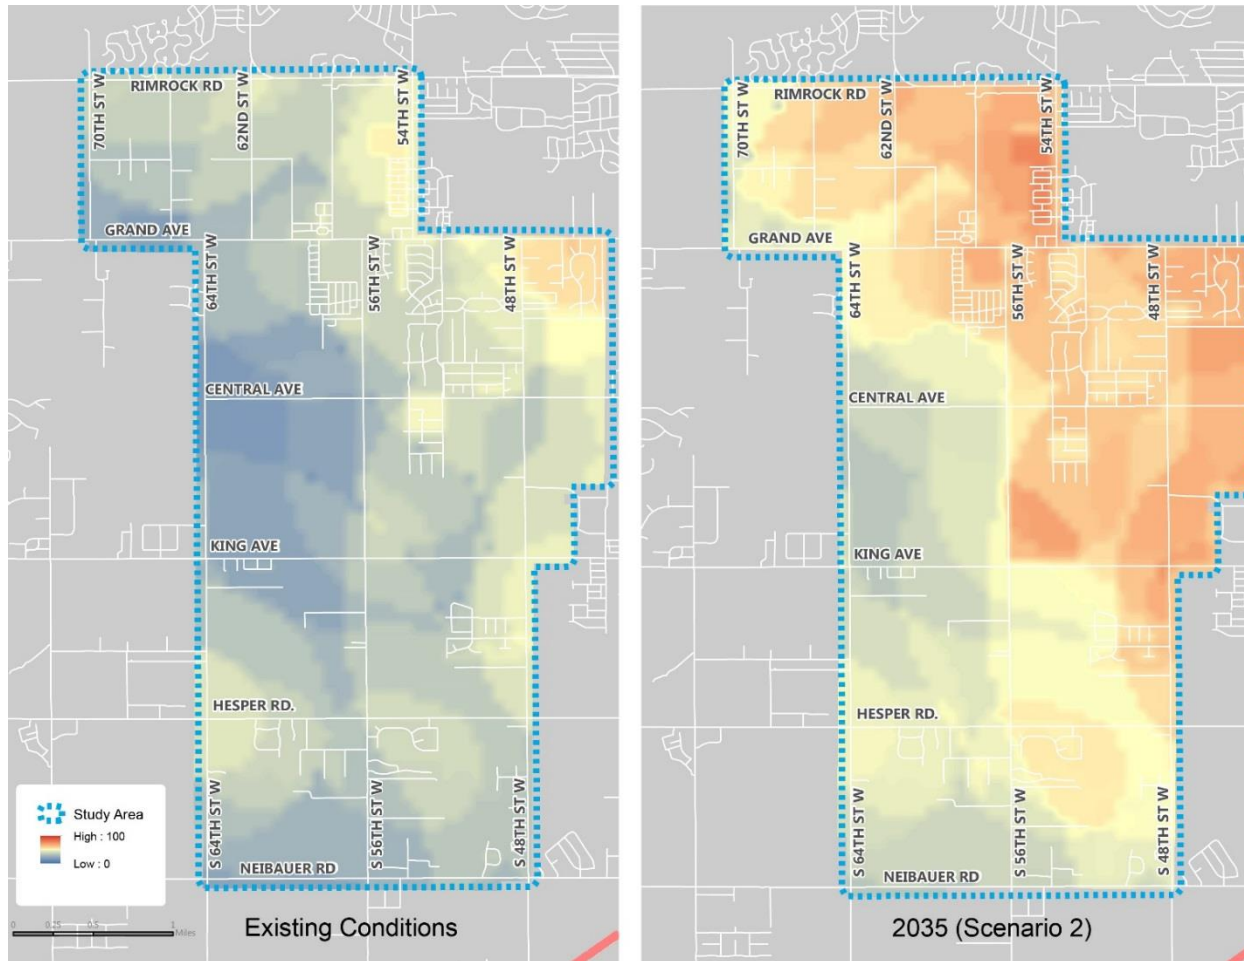 RIMROCK RD
70TH ST W
62ND ST W
54TH ST W
GRAND AVE
64TH ST W
56TH ST W
48TH ST W
CENTRAL AVE
KING AVE
HESPER RD.
S 64TH ST W
S 56TH ST W
S 48TH ST W
NEIBAUER RD
Study Area
High : 100
Low : 0
0 0.25 0.5 1
Miles
Existing Conditions
RIMROCK RD
70TH ST W
62ND ST W
54TH ST W
GRAND AVE
64TH ST W
56TH ST W
48TH ST W
CENTRAL AVE
KING AVE
HESPER RD.
S 64TH ST W
S 56TH ST W
S 48TH ST W
NEIBAUER RD
2035 (Scenario 2)